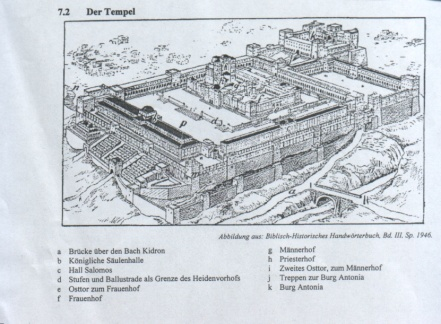 7.2 Der Tempel
p
d
a
Abbildung aus: Biblisch-Historisches Handwörterbuch, Bd. III, Sp. 1946.
a Brücke über den Bach Kidron
b Königliche Säulenhalle
c Hall Salomos
d Stufen und Ballustrade als Grenze des Heidenvorhofs
e Osttor zum Frauenhof
f Frauenhof
g Männerhof
h Priesterhof
i Zweites Osttor, zum Männerhof
j Treppen zur Burg Antonia
k Burg Antonia